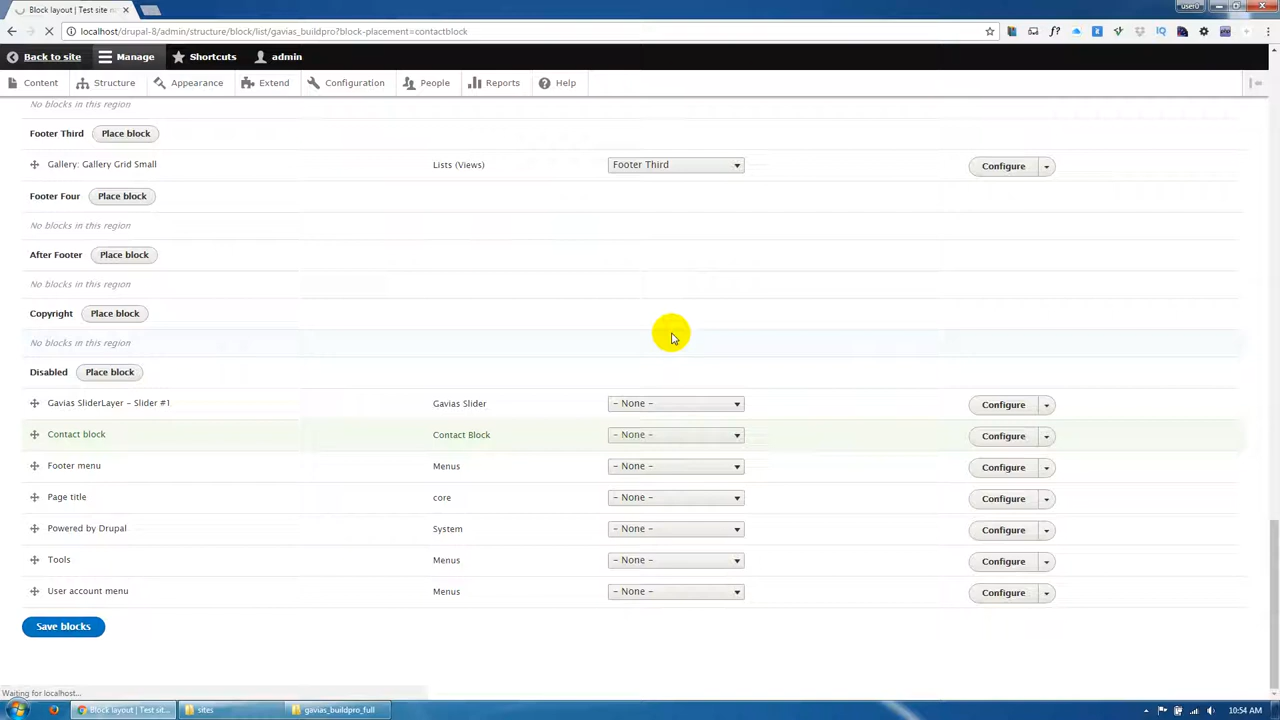 Block layout | Test site n
user0
localhost/drupal-8/admin/structure/block/list/gavias_buildpro?block-placement=contactblock
Back to site Manage Shortcuts admin
Content Structure Appearance Extend Configuration People Reports Help
No blocks in this region
Footer Third Place block
Gallery: Gallery Grid Small Lists (Views) Footer Third Configure
Footer Four Place block
No blocks in this region
After Footer Place block
No blocks in this region
Copyright Place block
No blocks in this region
Disabled Place block
Gavias SliderLayer - Slider #1 Gavias Slider - None - Configure
Contact block Contact Block - None - Configure
Footer menu Menus - None - Configure
Page title core - None - Configure
Powered by Drupal System - None - Configure
Tools Menus - None - Configure
User account menu Menus - None - Configure
Save blocks
Waiting for localhost...
Block layout | Test sit... sites gavias_buildpro_full 10:54 AM